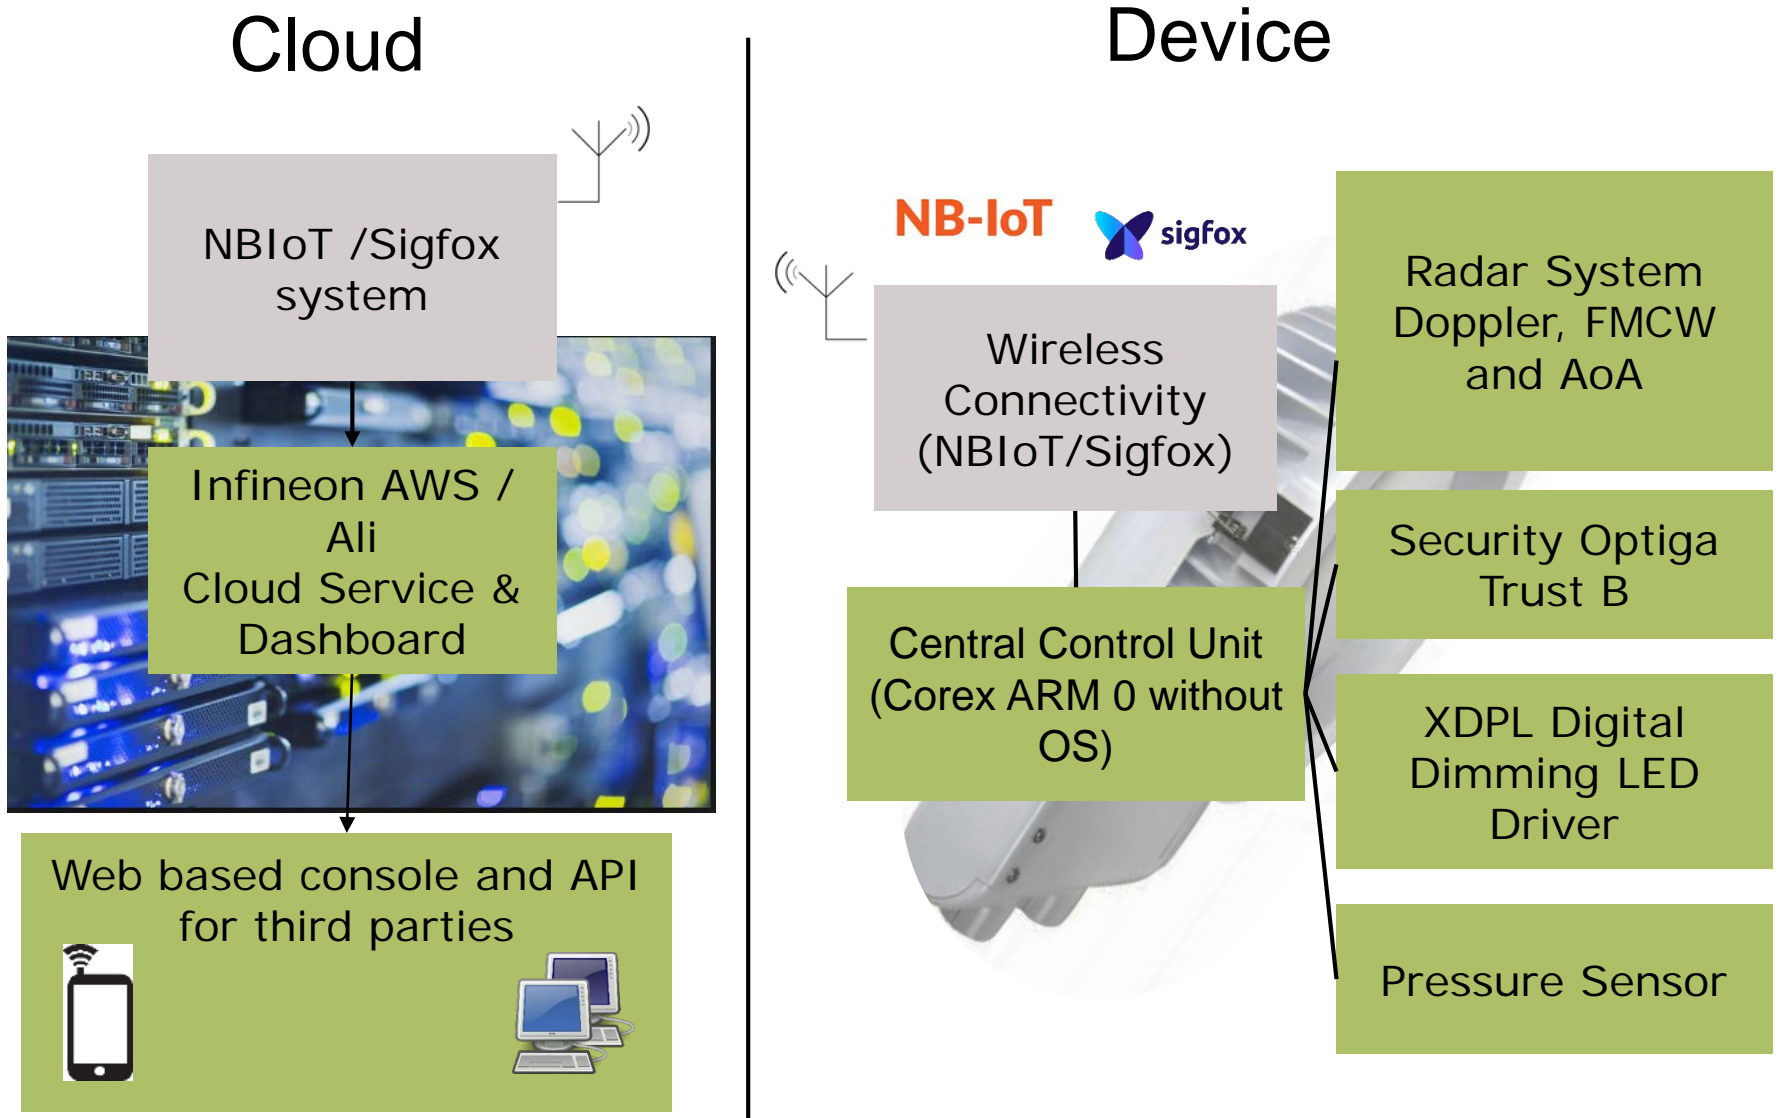 Cloud
NBIoT /Sigfox
system
Infineon AWS /
Ali
Cloud Service &
Dashboard
Web based console and API
for third parties
Device
NB-IoT
sigfox
Wireless
Connectivity
(NBIoT/Sigfox)
Central Control Unit
(Corex ARM 0 without
OS)
Radar System
Doppler, FMCW
and AoA
Security Optiga
Trust B
XDPL Digital
Dimming LED
Driver
Pressure Sensor